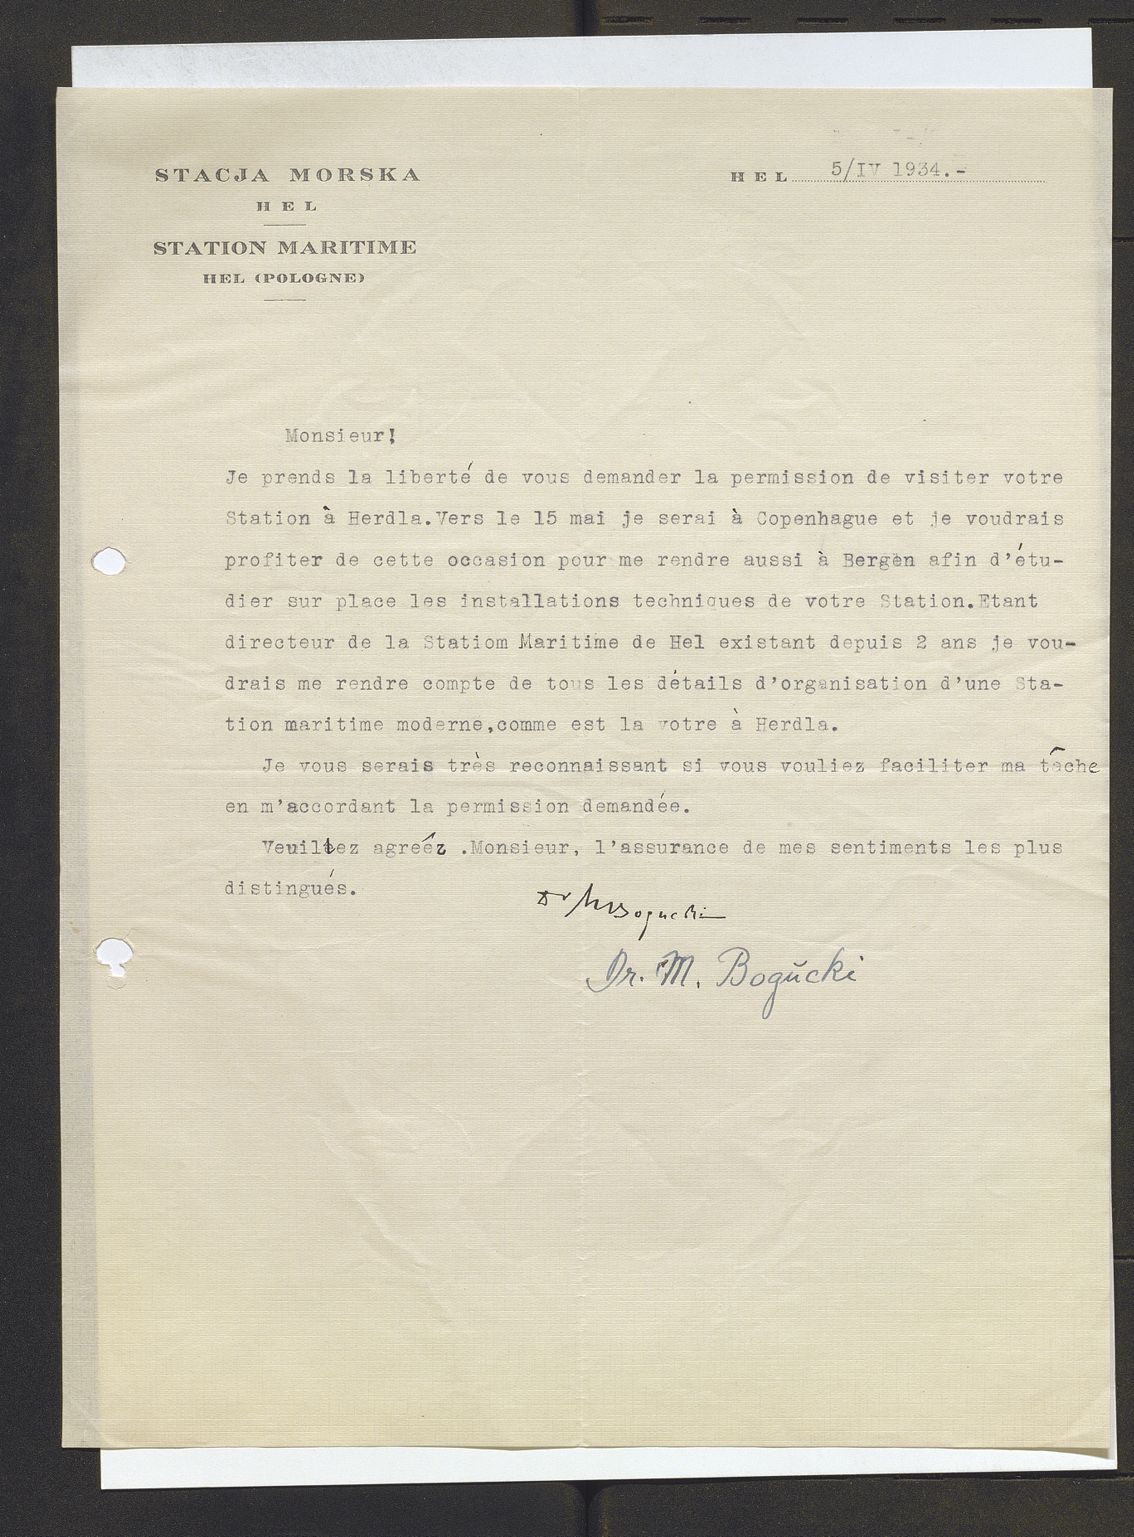 STACJA MORSKA
HEL
STATION MARITIME
HEL (POLOGNE)
HEL 5/IV 1934.-
Monsieur!
Je prends la liberté de vous demander la permission de visiter votre
Station à Herdla.Vers le 15 mai je serai à Copenhague et je voudrais
profiter de cette occasion pour me rendre aussi à Bergen afin d'étu-
dier sur place les installations techniques de votre Station.Etant
directeur de la Statiom Maritime de Hel existant depuis 2 ans je vou-
drais me rendre compte de tous les détails d'organisation d'une Sta-
tion maritime moderne,comme est la votre à Herdla.
Je vous serais très reconnaissant si vous vouliez faciliter ma tâche
en m'accordant la permission demandée.
Veuillez agréez .Monsieur, l'assurance de mes sentiments les plus
distingués.
Dr M Bogucki
Dr. M. Bogŭcki